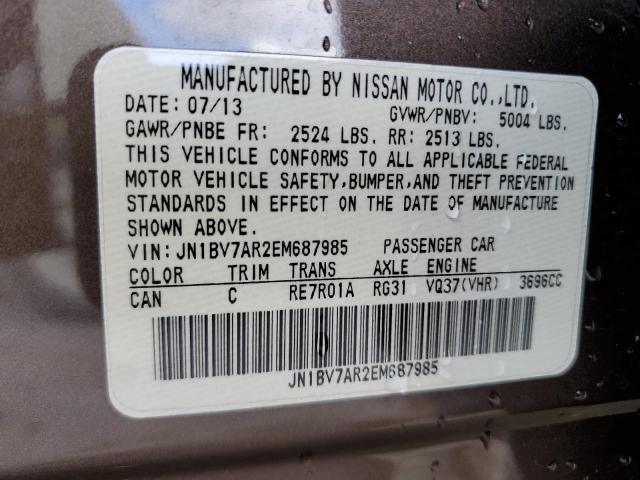 MANUFACTURED BY NISSAN MOTOR CO.,LTD.
DATE: 07/13 GVWR/PNBV: 5004 LBS.
GAWR/PNBE FR: 2524 LBS. RR: 2513 LBS.
THIS VEHICLE CONFORMS TO ALL APPLICABLE FEDERAL
MOTOR VEHICLE SAFETY,BUMPER,AND THEFT PREVENTION
STANDARDS IN EFFECT ON THE DATE OF MANUFACTURE
SHOWN ABOVE.
VIN: JN1BV7AR2EM687985 PASSENGER CAR
COLOR TRIM TRANS AXLE ENGINE
CAN C RE7R01A RG31 VQ37(VHR) 3696CC
JN1BV7AR2EM687985